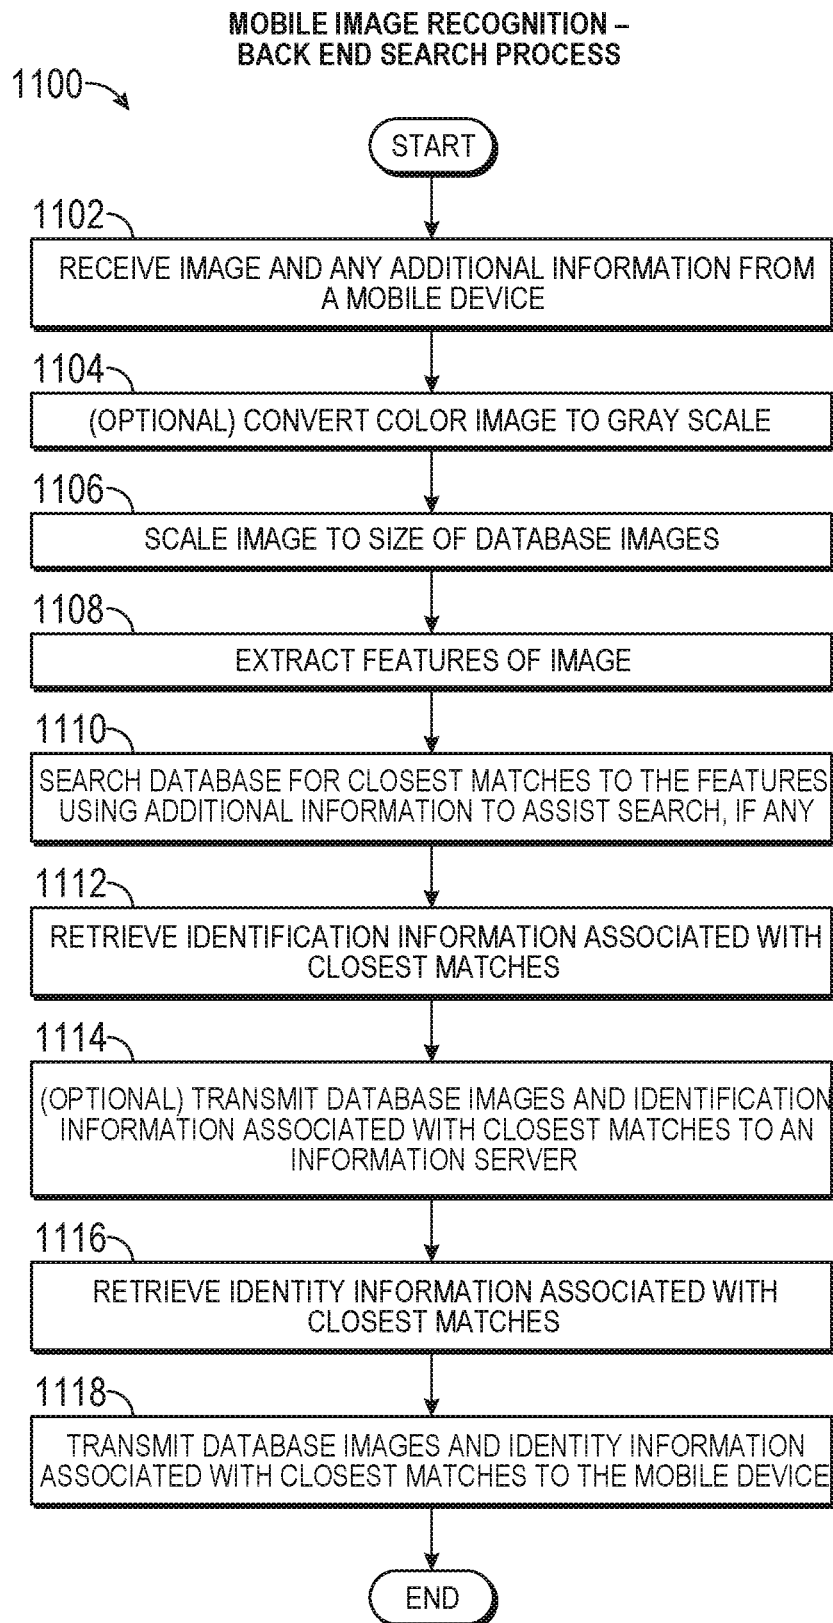 MOBILE IMAGE RECOGNITION –
BACK END SEARCH PROCESS
1100
START
1102
RECEIVE IMAGE AND ANY ADDITIONAL INFORMATION FROM
A MOBILE DEVICE
1104
(OPTIONAL) CONVERT COLOR IMAGE TO GRAY SCALE
1106
SCALE IMAGE TO SIZE OF DATABASE IMAGES
1108
EXTRACT FEATURES OF IMAGE
1110
SEARCH DATABASE FOR CLOSEST MATCHES TO THE FEATURES
USING ADDITIONAL INFORMATION TO ASSIST SEARCH, IF ANY
1112
RETRIEVE IDENTIFICATION INFORMATION ASSOCIATED WITH
CLOSEST MATCHES
1114
(OPTIONAL) TRANSMIT DATABASE IMAGES AND IDENTIFICATION
INFORMATION ASSOCIATED WITH CLOSEST MATCHES TO AN
INFORMATION SERVER
1116
RETRIEVE IDENTITY INFORMATION ASSOCIATED WITH
CLOSEST MATCHES
1118
TRANSMIT DATABASE IMAGES AND IDENTITY INFORMATION
ASSOCIATED WITH CLOSEST MATCHES TO THE MOBILE DEVICE
END